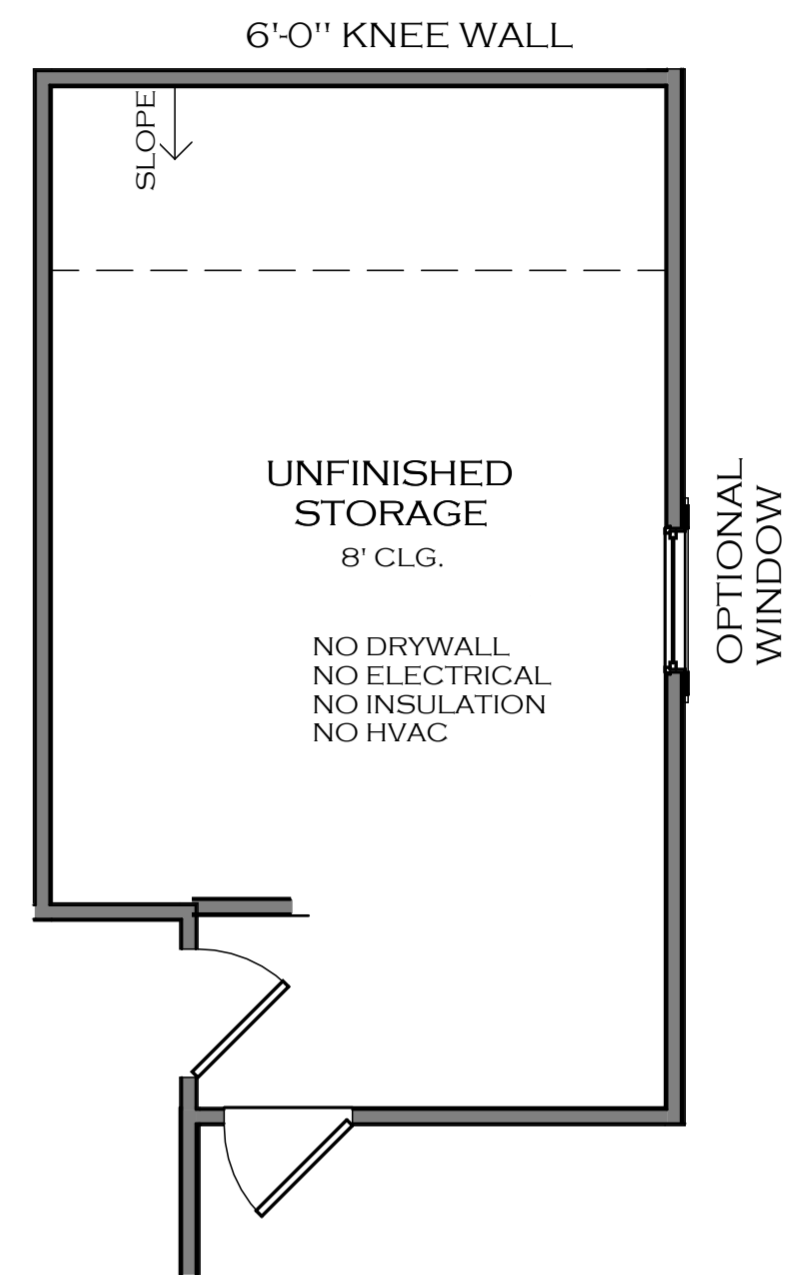 6'-0" KNEE WALL
SLOPE
UNFINISHED
STORAGE
8' CLG.
OPTIONAL
WINDOW
NO DRYWALL
NO ELECTRICAL
NO INSULATION
NO HVAC